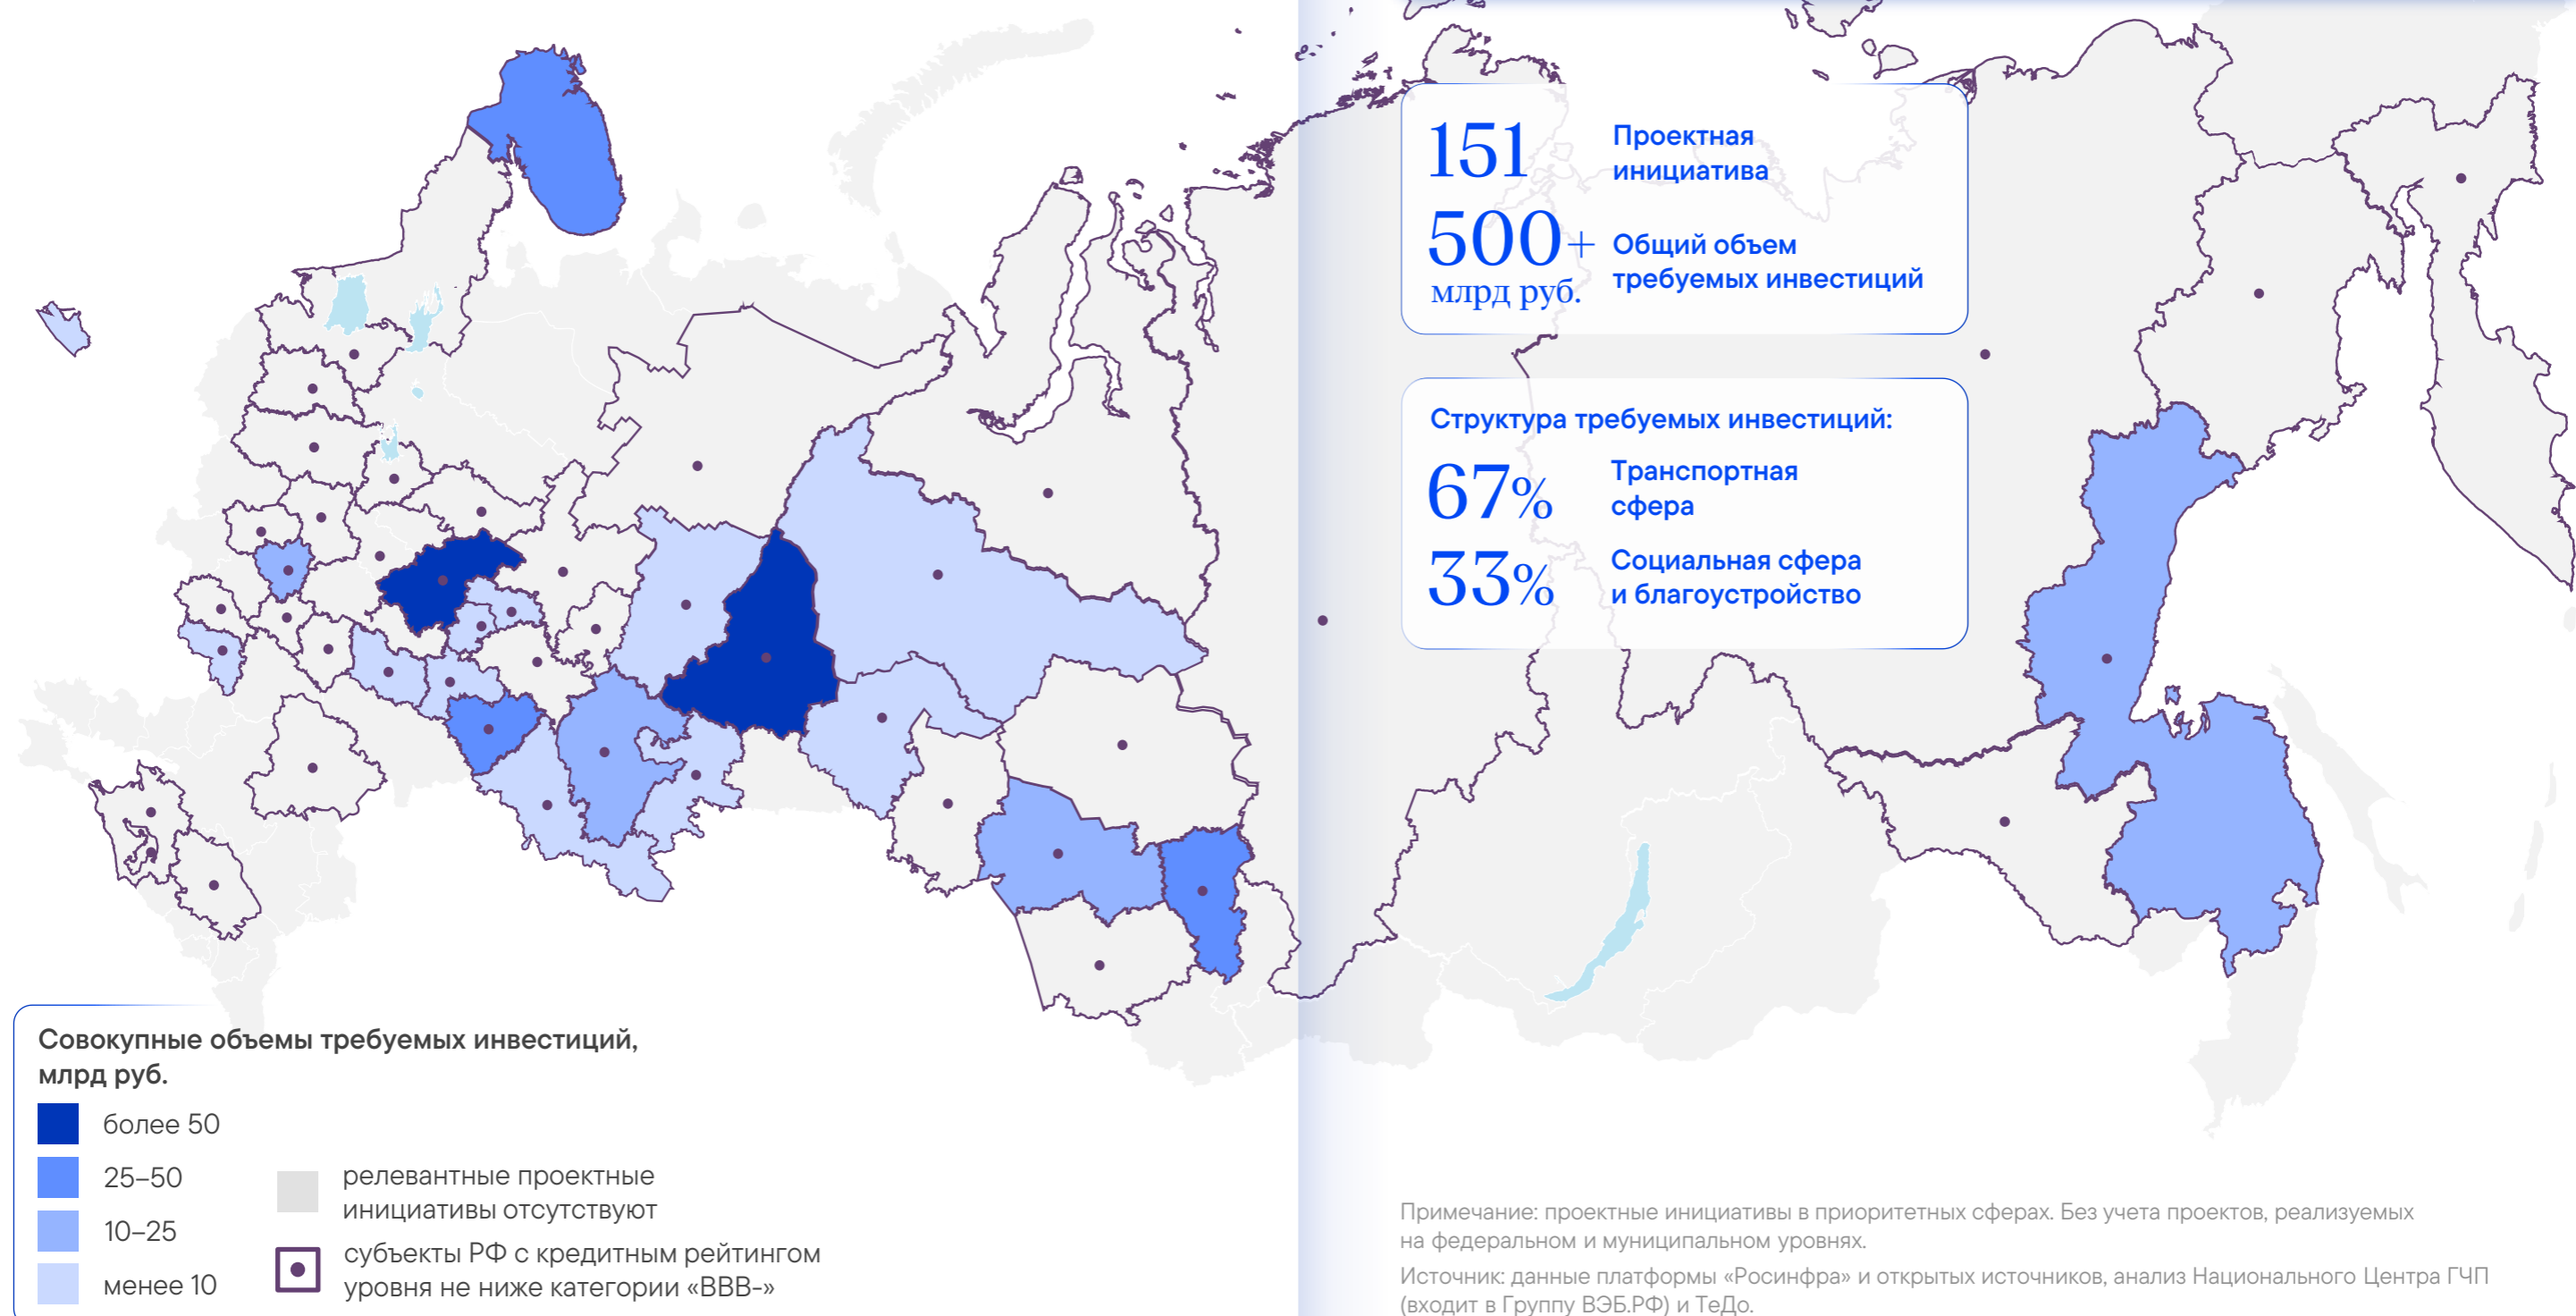 151
Проектная
инициатива
500+
млрд руб.
Общий объем
требуемых инвестиций
Структура требуемых инвестиций:
67%
Транспортная
сфера
33%
Социальная сфера
и благоустройство
Совокупные объемы требуемых инвестиций,
млрд руб.
более 50
25–50
10–25
менее 10
релевантные проектные
инициативы отсутствуют
субъекты РФ с кредитным рейтингом
уровня не ниже категории «BBB-»
Примечание: проектные инициативы в приоритетных сферах. Без учета проектов, реализуемых
на федеральном и муниципальном уровнях.
Источник: данные платформы «Росинфра» и открытых источников, анализ Национального Центра ГЧП
(входит в Группу ВЭБ.РФ) и ТеДо.